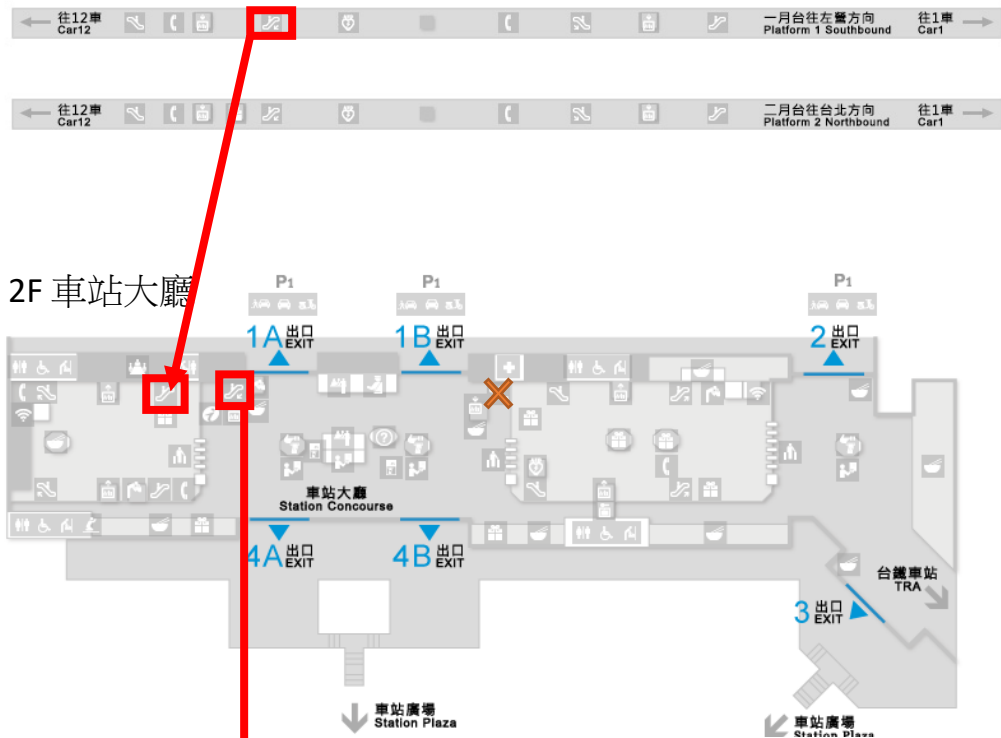 往12車
Car12
一月台往左營方向
Platform 1 Southbound
往1車
Car1
往12車
Car12
二月台往台北方向
Platform 2 Northbound
往1車
Car1
2F 車站大廳
P1
P1
P1
1A 出口 EXIT
1B 出口 EXIT
2 出口 EXIT
車站大廳
Station Concourse
4A 出口 EXIT
4B 出口 EXIT
台鐵車站
TRA
3 出口 EXIT
車站廣場
Station Plaza
車站廣場
Station Plaza